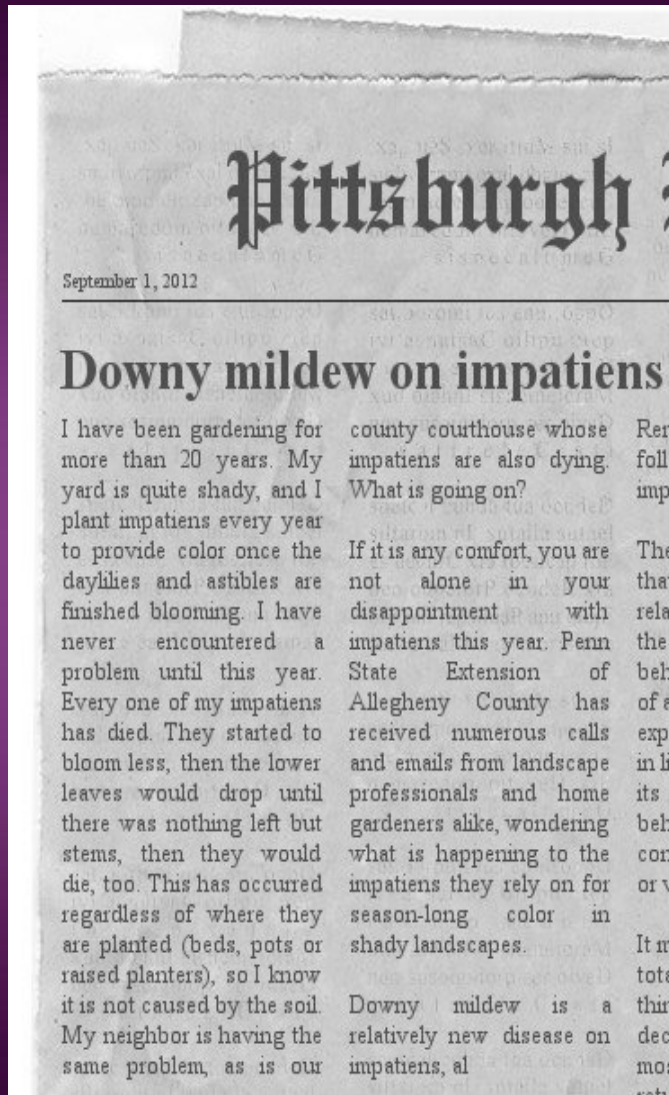 Pittsburgh
September 1, 2012
Downy mildew on impatiens
I have been gardening for
more than 20 years. My
yard is quite shady, and I
plant impatiens every year
to provide color once the
daylilies and astibles are
finished blooming. I have
never encountered a
problem until this year.
Every one of my impatiens
has died. They started to
bloom less, then the lower
leaves would drop until
there was nothing left but
stems, then they would
die, too. This has occurred
regardless of where they
are planted (beds, pots or
raised planters), so I know
it is not caused by the soil.
My neighbor is having the
same problem, as is our
county courthouse whose
impatiens are also dying.
What is going on?
If it is any comfort, you are
not alone in your
disappointment with
impatiens this year. Penn
State Extension of
Allegheny County has
received numerous calls
and emails from landscape
professionals and home
gardeners alike, wondering
what is happening to the
impatiens they rely on for
season-long color in
shady landscapes.
Downy mildew is a
relatively new disease on
impatiens, al